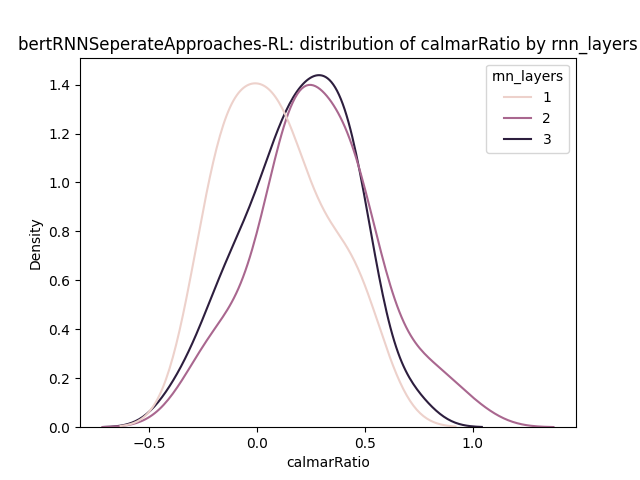 bertRNNSeperateApproaches-RL: distribution of calmarRatio by rnn_layers
rnn_layers
1
2
3
1.4
1.2
1.0
0.8
0.6
0.4
0.2
0.0
Density
−0.5 0.0 0.5 1.0
calmarRatio